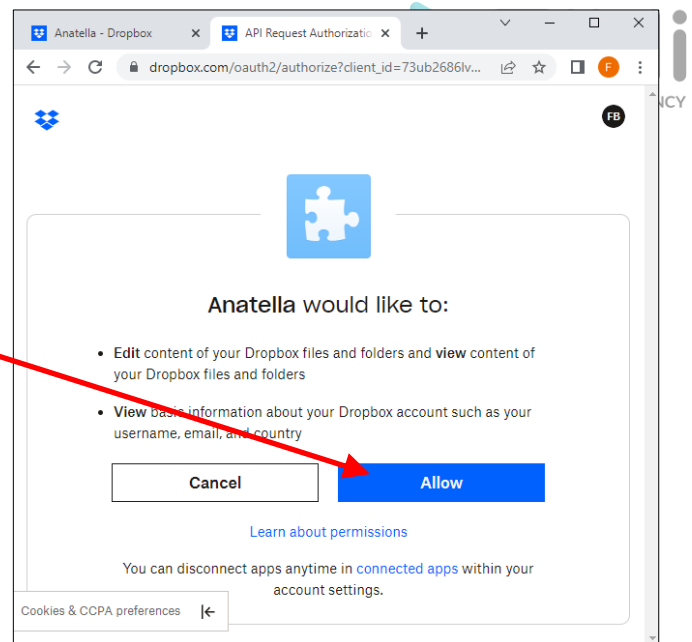 Anatella - Dropbox
API Request Authorizatio
dropbox.com/oauth2/authorize?client_id=73ub2686lv...
F
NCY
FB
Anatella would like to:
• Edit content of your Dropbox files and folders and view content of
your Dropbox files and folders
• View basic information about your Dropbox account such as your
username, email, and country
Cancel
Allow
Learn about permissions
You can disconnect apps anytime in connected apps within your
account settings.
Cookies & CCPA preferences